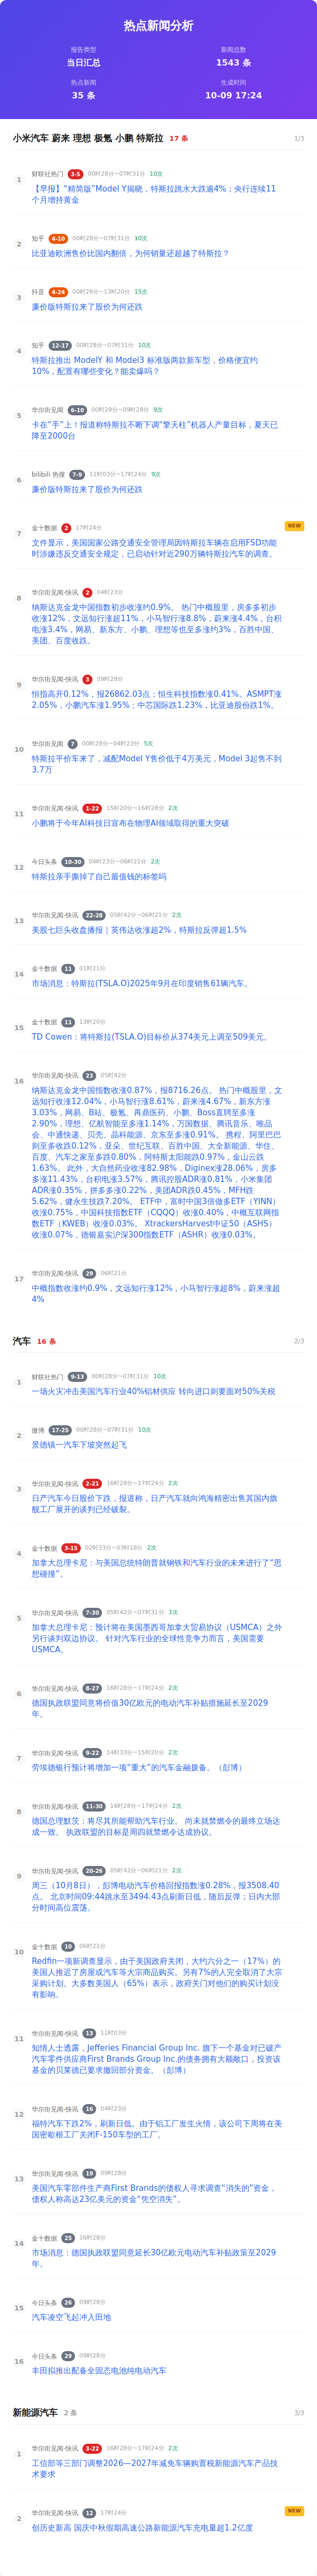 热点新闻分析
报告类型
当日汇总
新闻总数
1543 条
热点新闻
35 条
生成时间
10-09 17:24
小米汽车 蔚来 理想 极氪 小鹏 特斯拉 17 条 1/3
1
财联社热门 3-5 00时28分~07时31分 10次
【早报】“精简版”Model Y揭晓，特斯拉跳水大跌逾4%；央行连续11
个月增持黄金
2
知乎 4-10 00时28分~07时31分 10次
比亚迪欧洲售价比国内翻倍，为何销量还超越了特斯拉？
3
抖音 4-24 00时28分~13时20分 15次
廉价版特斯拉来了股价为何还跌
4
知乎 12-17 00时28分~07时31分 10次
特斯拉推出 ModelY 和 Model3 标准版两款新车型，价格便宜约
10%，配置有哪些变化？能卖爆吗？
5
华尔街见闻 6-10 00时28分~09时28分 9次
卡在“手”上！报道称特斯拉不断下调“擎天柱”机器人产量目标，夏天已
降至2000台
6
bilibili 热搜 7-9 11时03分~17时24分 9次
廉价版特斯拉来了股价为何还跌
7
金十数据 2 17时24分 NEW
文件显示，美国国家公路交通安全管理局因特斯拉车辆在启用FSD功能
时涉嫌违反交通安全规定，已启动针对近290万辆特斯拉汽车的调查。
8
华尔街见闻-快讯 2 04时23分
纳斯达克金龙中国指数初步收涨约0.9%。 热门中概股里，房多多初步
收涨12%，文远知行涨超11%，小马智行涨8.8%，蔚来涨4.4%，台积
电涨3.4%，网易、新东方、小鹏、理想等也至多涨约3%，百胜中国、
美团、百度收跌。
9
华尔街见闻-快讯 3 09时28分
恒指高开0.12%，报26862.03点；恒生科技指数涨0.41%。ASMPT涨
2.05%，小鹏汽车涨1.95%；中芯国际跌1.23%，比亚迪股份跌1%。
10
华尔街见闻 7 00时28分~04时23分 5次
特斯拉平价车来了，减配Model Y售价低于4万美元，Model 3起售不到
3.7万
11
华尔街见闻-快讯 1-22 15时20分~16时28分 2次
小鹏将于今年AI科技日宣布在物理AI领域取得的重大突破
12
今日头条 10-30 04时23分~06时21分 2次
特斯拉亲手撕掉了自己最值钱的标签吗
13
华尔街见闻-快讯 22-28 05时42分~06时21分 2次
美股七巨头收盘播报｜英伟达收涨超2%，特斯拉反弹超1.5%
14
金十数据 11 01时21分
市场消息：特斯拉(TSLA.O)2025年9月在印度销售61辆汽车。
15
金十数据 11 13时20分
TD Cowen：将特斯拉(TSLA.O)目标价从374美元上调至509美元。
16
华尔街见闻-快讯 23 05时42分
纳斯达克金龙中国指数收涨0.87%，报8716.26点。 热门中概股里，文
远知行收涨12.04%，小马智行涨8.61%，蔚来涨4.67%，新东方涨
3.03%，网易、B站、极氪、再鼎医药、小鹏、Boss直聘至多涨
2.90%，理想、亿航智能至多涨1.14%，万国数据、腾讯音乐、唯品
会、中通快递、贝壳、晶科能源、京东至多涨0.91%。 携程、阿里巴巴
则至多收跌0.12%，亚朵、世纪互联、百胜中国、大全新能源、华住、
百度、汽车之家至多跌0.80%，阿特斯太阳能跌0.97%，金山云跌
1.63%。 此外，大自然药业收涨82.98%，Diginex涨28.06%，房多
多涨11.43%，台积电涨3.57%，腾讯控股ADR涨0.81%，小米集团
ADR涨0.35%，拼多多涨0.22%，美团ADR跌0.45%，MFH跌
5.62%，健永生技跌7.20%。 ETF中，富时中国3倍做多ETF（YINN）
收涨0.75%，中国科技指数ETF（CQQQ）收涨0.40%，中概互联网指
数ETF（KWEB）收涨0.03%。 XtrackersHarvest中证50（ASHS）
收涨0.07%，德银嘉实沪深300指数ETF（ASHR）收涨0.03%。
17
华尔街见闻-快讯 29 06时21分
中概指数收涨约0.9%，文远知行涨12%，小马智行涨超8%，蔚来涨超
4%
汽车 16 条 2/3
1
财联社热门 9-13 00时28分~07时31分 10次
一场火灾冲击美国汽车行业40%铝材供应 转向进口则要面对50%关税
2
微博 17-25 00时28分~07时31分 10次
景德镇一汽车下坡突然起飞
3
华尔街见闻-快讯 2-21 16时28分~17时24分 2次
日产汽车今日股价下跌，报道称，日产汽车就向鸿海精密出售其国内旗
舰工厂展开的谈判已经破裂。
4
金十数据 3-15 02时33分~03时18分 2次
加拿大总理卡尼：与美国总统特朗普就钢铁和汽车行业的未来进行了“思
想碰撞”。
5
华尔街见闻-快讯 7-30 05时42分~07时31分 3次
加拿大总理卡尼：预计将在美国墨西哥加拿大贸易协议（USMCA）之外
另行谈判双边协议。 针对汽车行业的全球性竞争力而言，美国需要
USMCA。
6
华尔街见闻-快讯 8-27 16时28分~17时24分 2次
德国执政联盟同意将价值30亿欧元的电动汽车补贴措施延长至2029
年。
7
华尔街见闻-快讯 9-22 14时33分~15时20分 2次
劳埃德银行预计将增加一项“重大”的汽车金融拨备。（彭博）
8
华尔街见闻-快讯 11-30 16时28分~17时24分 2次
德国总理默茨：将尽其所能帮助汽车行业。 尚未就禁燃令的最终立场达
成一致。 执政联盟的目标是周四就禁燃令达成协议。
9
华尔街见闻-快讯 20-26 05时42分~06时21分 2次
周三（10月8日），彭博电动汽车价格回报指数涨0.28%，报3508.40
点。 北京时间09:44跌至3494.43点刷新日低，随后反弹；日内大部
分时间高位震荡。
10
金十数据 10 06时21分
Redfin一项新调查显示，由于美国政府关闭，大约六分之一（17%）的
美国人推迟了房屋或汽车等大宗商品购买。另有7%的人完全取消了大宗
采购计划。大多数美国人（65%）表示，政府关门对他们的购买计划没
有影响。
11
华尔街见闻-快讯 13 11时03分
知情人士透露，Jefferies Financial Group Inc. 旗下一个基金对已破产
汽车零件供应商First Brands Group Inc.的债务拥有大额敞口，投资该
基金的贝莱德已要求撤回部分资金。（彭博）
12
华尔街见闻-快讯 16 04时23分
福特汽车下跌2%，刷新日低。由于铝工厂发生火情，该公司下周将在美
国密歇根工厂关闭F-150车型的工厂。
13
华尔街见闻-快讯 19 09时28分
美国汽车零部件生产商First Brands的债权人寻求调查“消失的”资金，
债权人称高达23亿美元的资金“凭空消失”。
14
金十数据 25 16时28分
市场消息：德国执政联盟同意延长30亿欧元电动汽车补贴政策至2029
年。
15
今日头条 26 09时28分
汽车凌空飞起冲入田地
16
今日头条 29 09时28分
丰田拟推出配备全固态电池纯电动汽车
新能源汽车 2 条 3/3
1
华尔街见闻-快讯 3-22 16时28分~17时24分 2次
工信部等三部门调整2026—2027年减免车辆购置税新能源汽车产品技
术要求
2
华尔街见闻-快讯 12 17时24分 NEW
创历史新高 国庆中秋假期高速公路新能源汽车充电量超1.2亿度